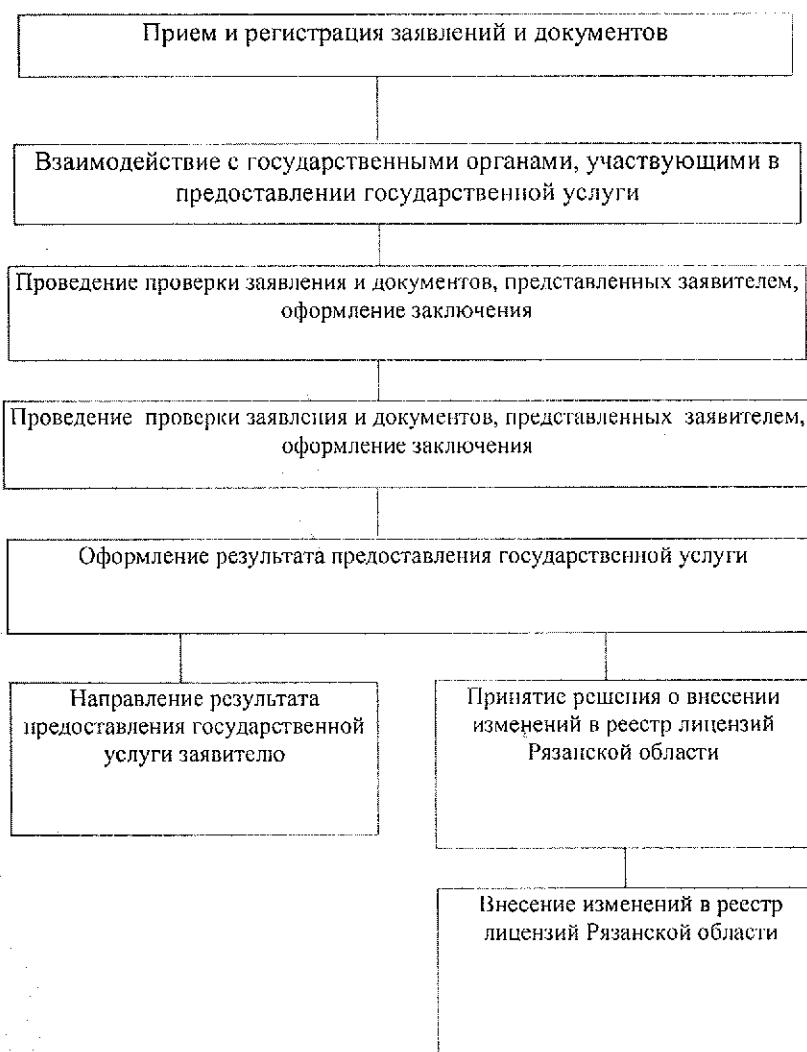 Прием и регистрация заявлений и документов
Взаимодействие с государственными органами, участвующими в
предоставлении государственной услуги
Проведение проверки заявления и документов, представленных заявителем,
оформление заключения
Проведение проверки заявления и документов, представленных заявителем,
оформление заключения
Оформление результата предоставления государственной услуги
Направление результата
предоставления государственной
услуги заявителю
Принятие решения о внесении
изменений в реестр лицензий
Рязанской области
Внесение изменений в реестр
лицензий Рязанской области